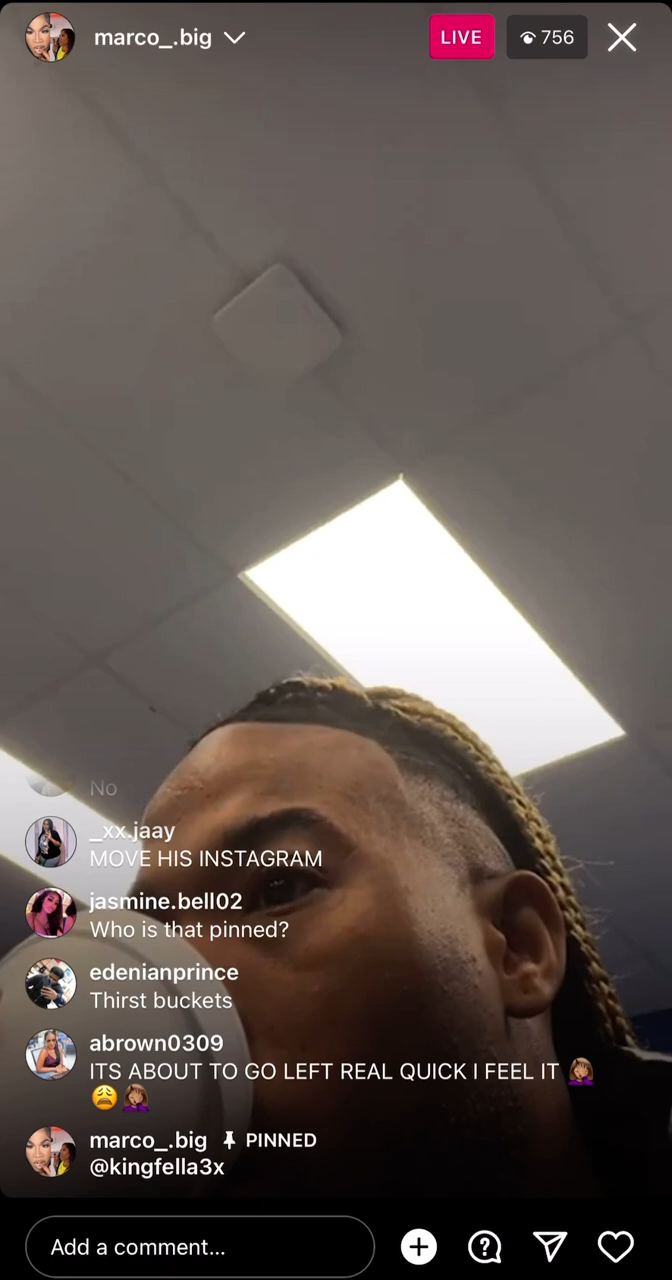 marco_.big
LIVE
756
No
_xx.jaay
MOVE HIS INSTAGRAM
jasmine.bell02
Who is that pinned?
edenianprince
Thirst buckets
abrown0309
ITS ABOUT TO GO LEFT REAL QUICK I FEEL IT 🤦🏽‍♀️
😩🤦🏽‍♀️
marco_.big 📌 PINNED
@kingfella3x
Add a comment...